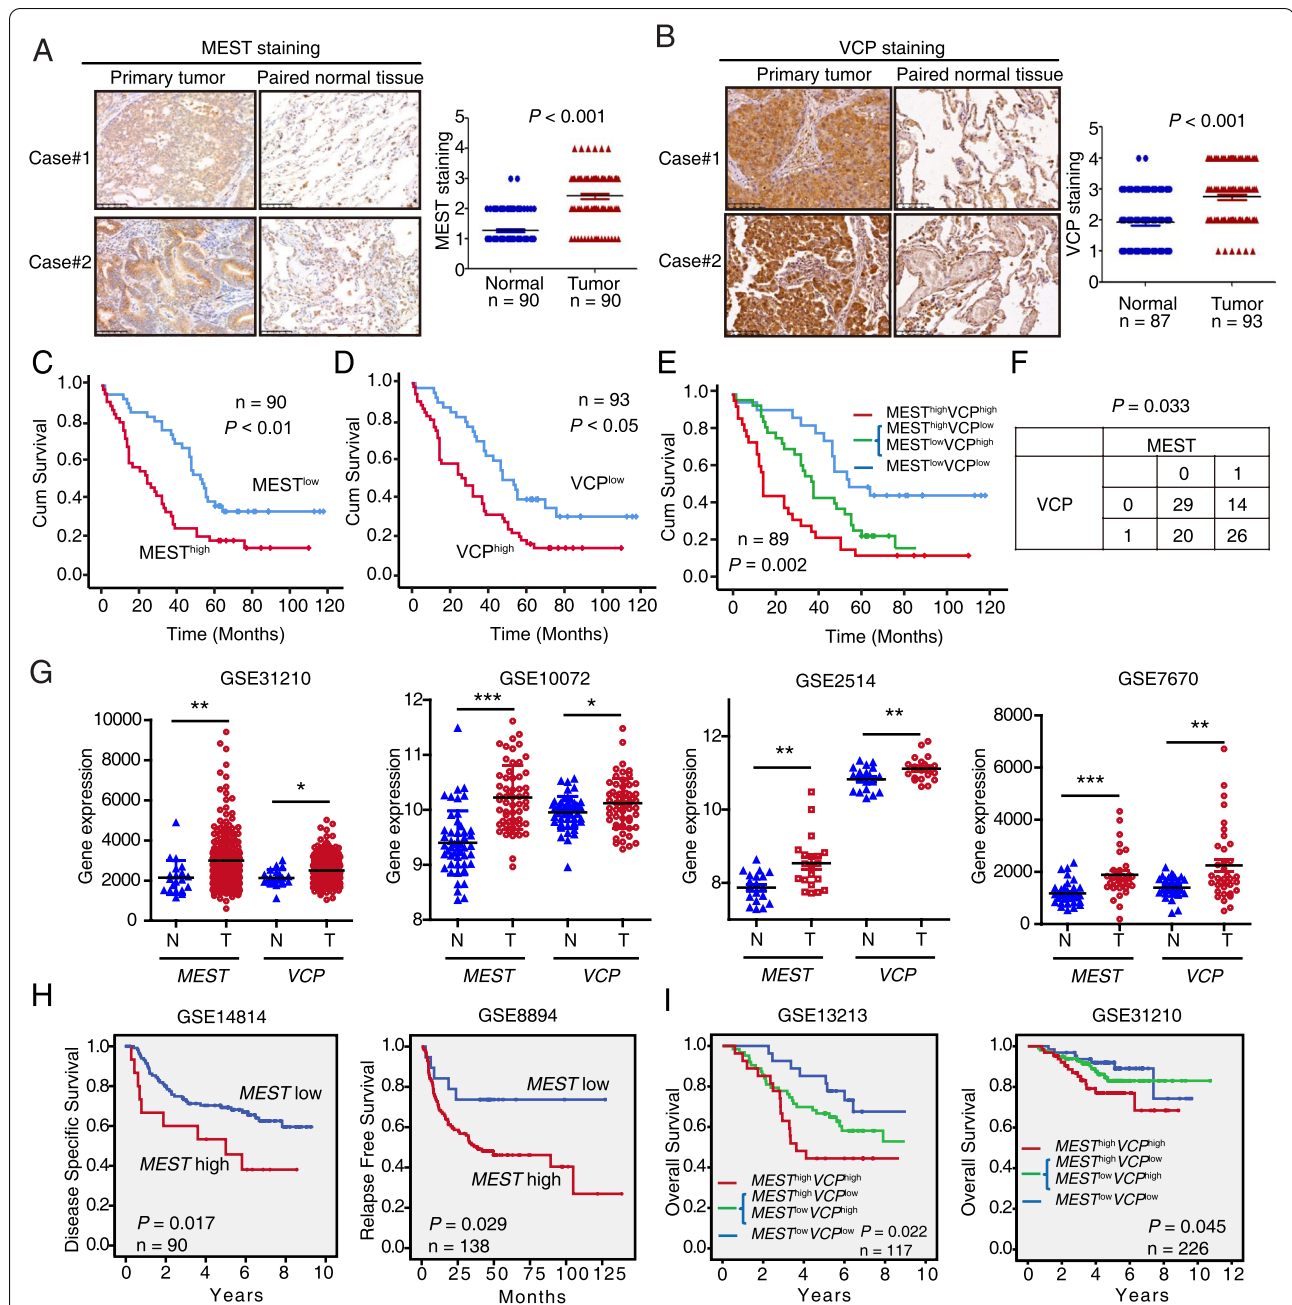 A
MEST staining
Primary tumor
Paired normal tissue
Case#1
Case#2
P < 0.001
MEST staining
5
4
3
2
1
0
Normal
n = 90
Tumor
n = 90
B
VCP staining
Primary tumor
Paired normal tissue
Case#1
Case#2
P < 0.001
VCP staining
5
4
3
2
1
0
Normal
n = 87
Tumor
n = 93
C
Cum Survival
1.0
0.8
0.6
0.4
0.2
0.0
n = 90
P < 0.01
MESTlow
MESThigh
0 20 40 60 80 100 120
Time (Months)
D
Cum Survival
1.0
0.8
0.6
0.4
0.2
0.0
n = 93
P < 0.05
VCPlow
VCPhigh
0 20 40 60 80 100 120
Time (Months)
E
Cum Survival
1.0
0.8
0.6
0.4
0.2
0.0
MESThighVCPhigh
MESThighVCPlow
MESTlowVCPhigh
MESTlowVCPlow
n = 89
P = 0.002
0 20 40 60 80 100 120
Time (Months)
F
P = 0.033
MEST
0 1
VCP 0 29 14
1 20 26
G
GSE31210
Gene expression
10000
8000
6000
4000
2000
0
**
*
N T N T
MEST VCP
GSE10072
Gene expression
12
11
10
9
8
***
*
N T N T
MEST VCP
GSE2514
Gene expression
12
10
8
**
**
N T N T
MEST VCP
GSE7670
Gene expression
8000
6000
4000
2000
0
***
**
N T N T
MEST VCP
H
GSE14814
Disease Specific Survival
1.0
0.8
0.6
0.4
0.2
0.0
MEST low
MEST high
P = 0.017
n = 90
0 2 4 6 8 10
Years
GSE8894
Relapse Free Survival
1.0
0.8
0.6
0.4
0.2
0.0
MEST low
MEST high
P = 0.029
n = 138
0 25 50 75 100 125
Months
I
GSE13213
Overall Survival
1.0
0.8
0.6
0.4
0.2
0.0
MESThighVCPhigh
MESThighVCPlow
MESTlowVCPhigh
MESTlowVCPlow
P = 0.022
n = 117
0 2 4 6 8 10
Years
GSE31210
Overall Survival
1.0
0.8
0.6
0.4
0.2
0.0
MESThighVCPhigh
MESThighVCPlow
MESTlowVCPhigh
MESTlowVCPlow
P = 0.045
n = 226
0 2 4 6 8 10 12
Years